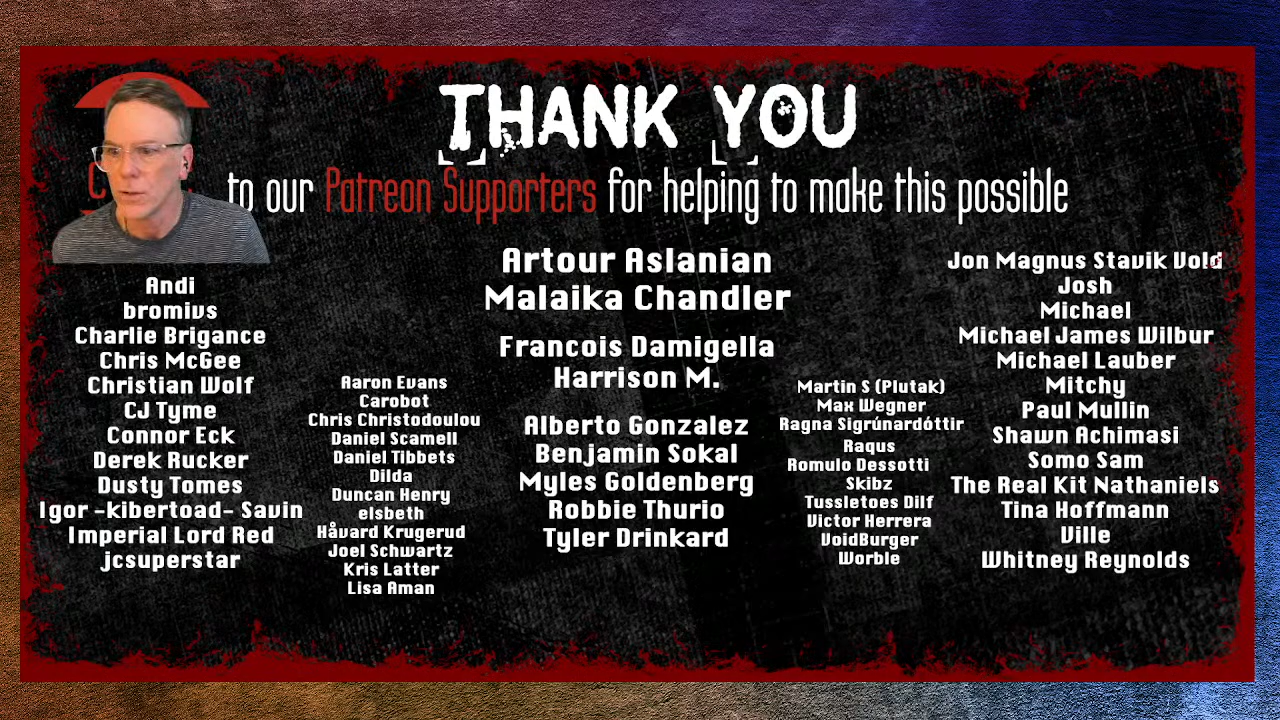 THANK YOU
to our Patreon Supporters for helping to make this possible
Andi
bromivs
Charlie Brigance
Chris McGee
Christian Wolf
CJ Tyme
Connor Eck
Derek Rucker
Dusty Tomes
Igor -kibertoad- Savin
Imperial Lord Red
jcsuperstar
Aaron Evans
Carobot
Chris Christodoulou
Daniel Scamell
Daniel Tibbets
Dilda
Duncan Henry
elsbeth
Håvard Krugerud
Joel Schwartz
Kris Latter
Lisa Aman
Artour Aslanian
Malaika Chandler
Francois Damigella
Harrison M.
Alberto Gonzalez
Benjamin Sokal
Myles Goldenberg
Robbie Thurio
Tyler Drinkard
Martin S (Plutak)
Max Wegner
Ragna Sigrúnardóttir
Raqus
Romulo Dessotti
Skibz
Tussletoes Dilf
Victor Herrera
VoidBurger
Worble
Jon Magnus Stavik Vold
Josh
Michael
Michael James Wilbur
Michael Lauber
Mitchy
Paul Mullin
Shawn Achimasi
Somo Sam
The Real Kit Nathaniels
Tina Hoffmann
Ville
Whitney Reynolds